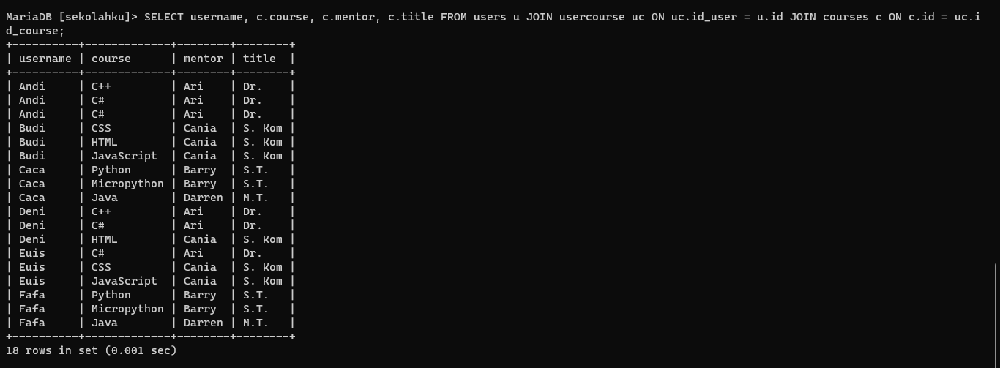 MariaDB [sekolahku]> SELECT username, c.course, c.mentor, c.title FROM users u JOIN usercourse uc ON uc.id_user = u.id JOIN courses c ON c.id = uc.i
d_course;
+----------+-------------+--------+--------+
| username | course      | mentor | title  |
+----------+-------------+--------+--------+
| Andi     | C++         | Ari    | Dr.    |
| Andi     | C#          | Ari    | Dr.    |
| Andi     | C#          | Ari    | Dr.    |
| Budi     | CSS         | Cania  | S. Kom |
| Budi     | HTML        | Cania  | S. Kom |
| Budi     | JavaScript  | Cania  | S. Kom |
| Caca     | Python      | Barry  | S.T.   |
| Caca     | Micropython | Barry  | S.T.   |
| Caca     | Java        | Darren | M.T.   |
| Deni     | C++         | Ari    | Dr.    |
| Deni     | C#          | Ari    | Dr.    |
| Deni     | HTML        | Cania  | S. Kom |
| Euis     | C#          | Ari    | Dr.    |
| Euis     | CSS         | Cania  | S. Kom |
| Euis     | JavaScript  | Cania  | S. Kom |
| Fafa     | Python      | Barry  | S.T.   |
| Fafa     | Micropython | Barry  | S.T.   |
| Fafa     | Java        | Darren | M.T.   |
+----------+-------------+--------+--------+
18 rows in set (0.001 sec)